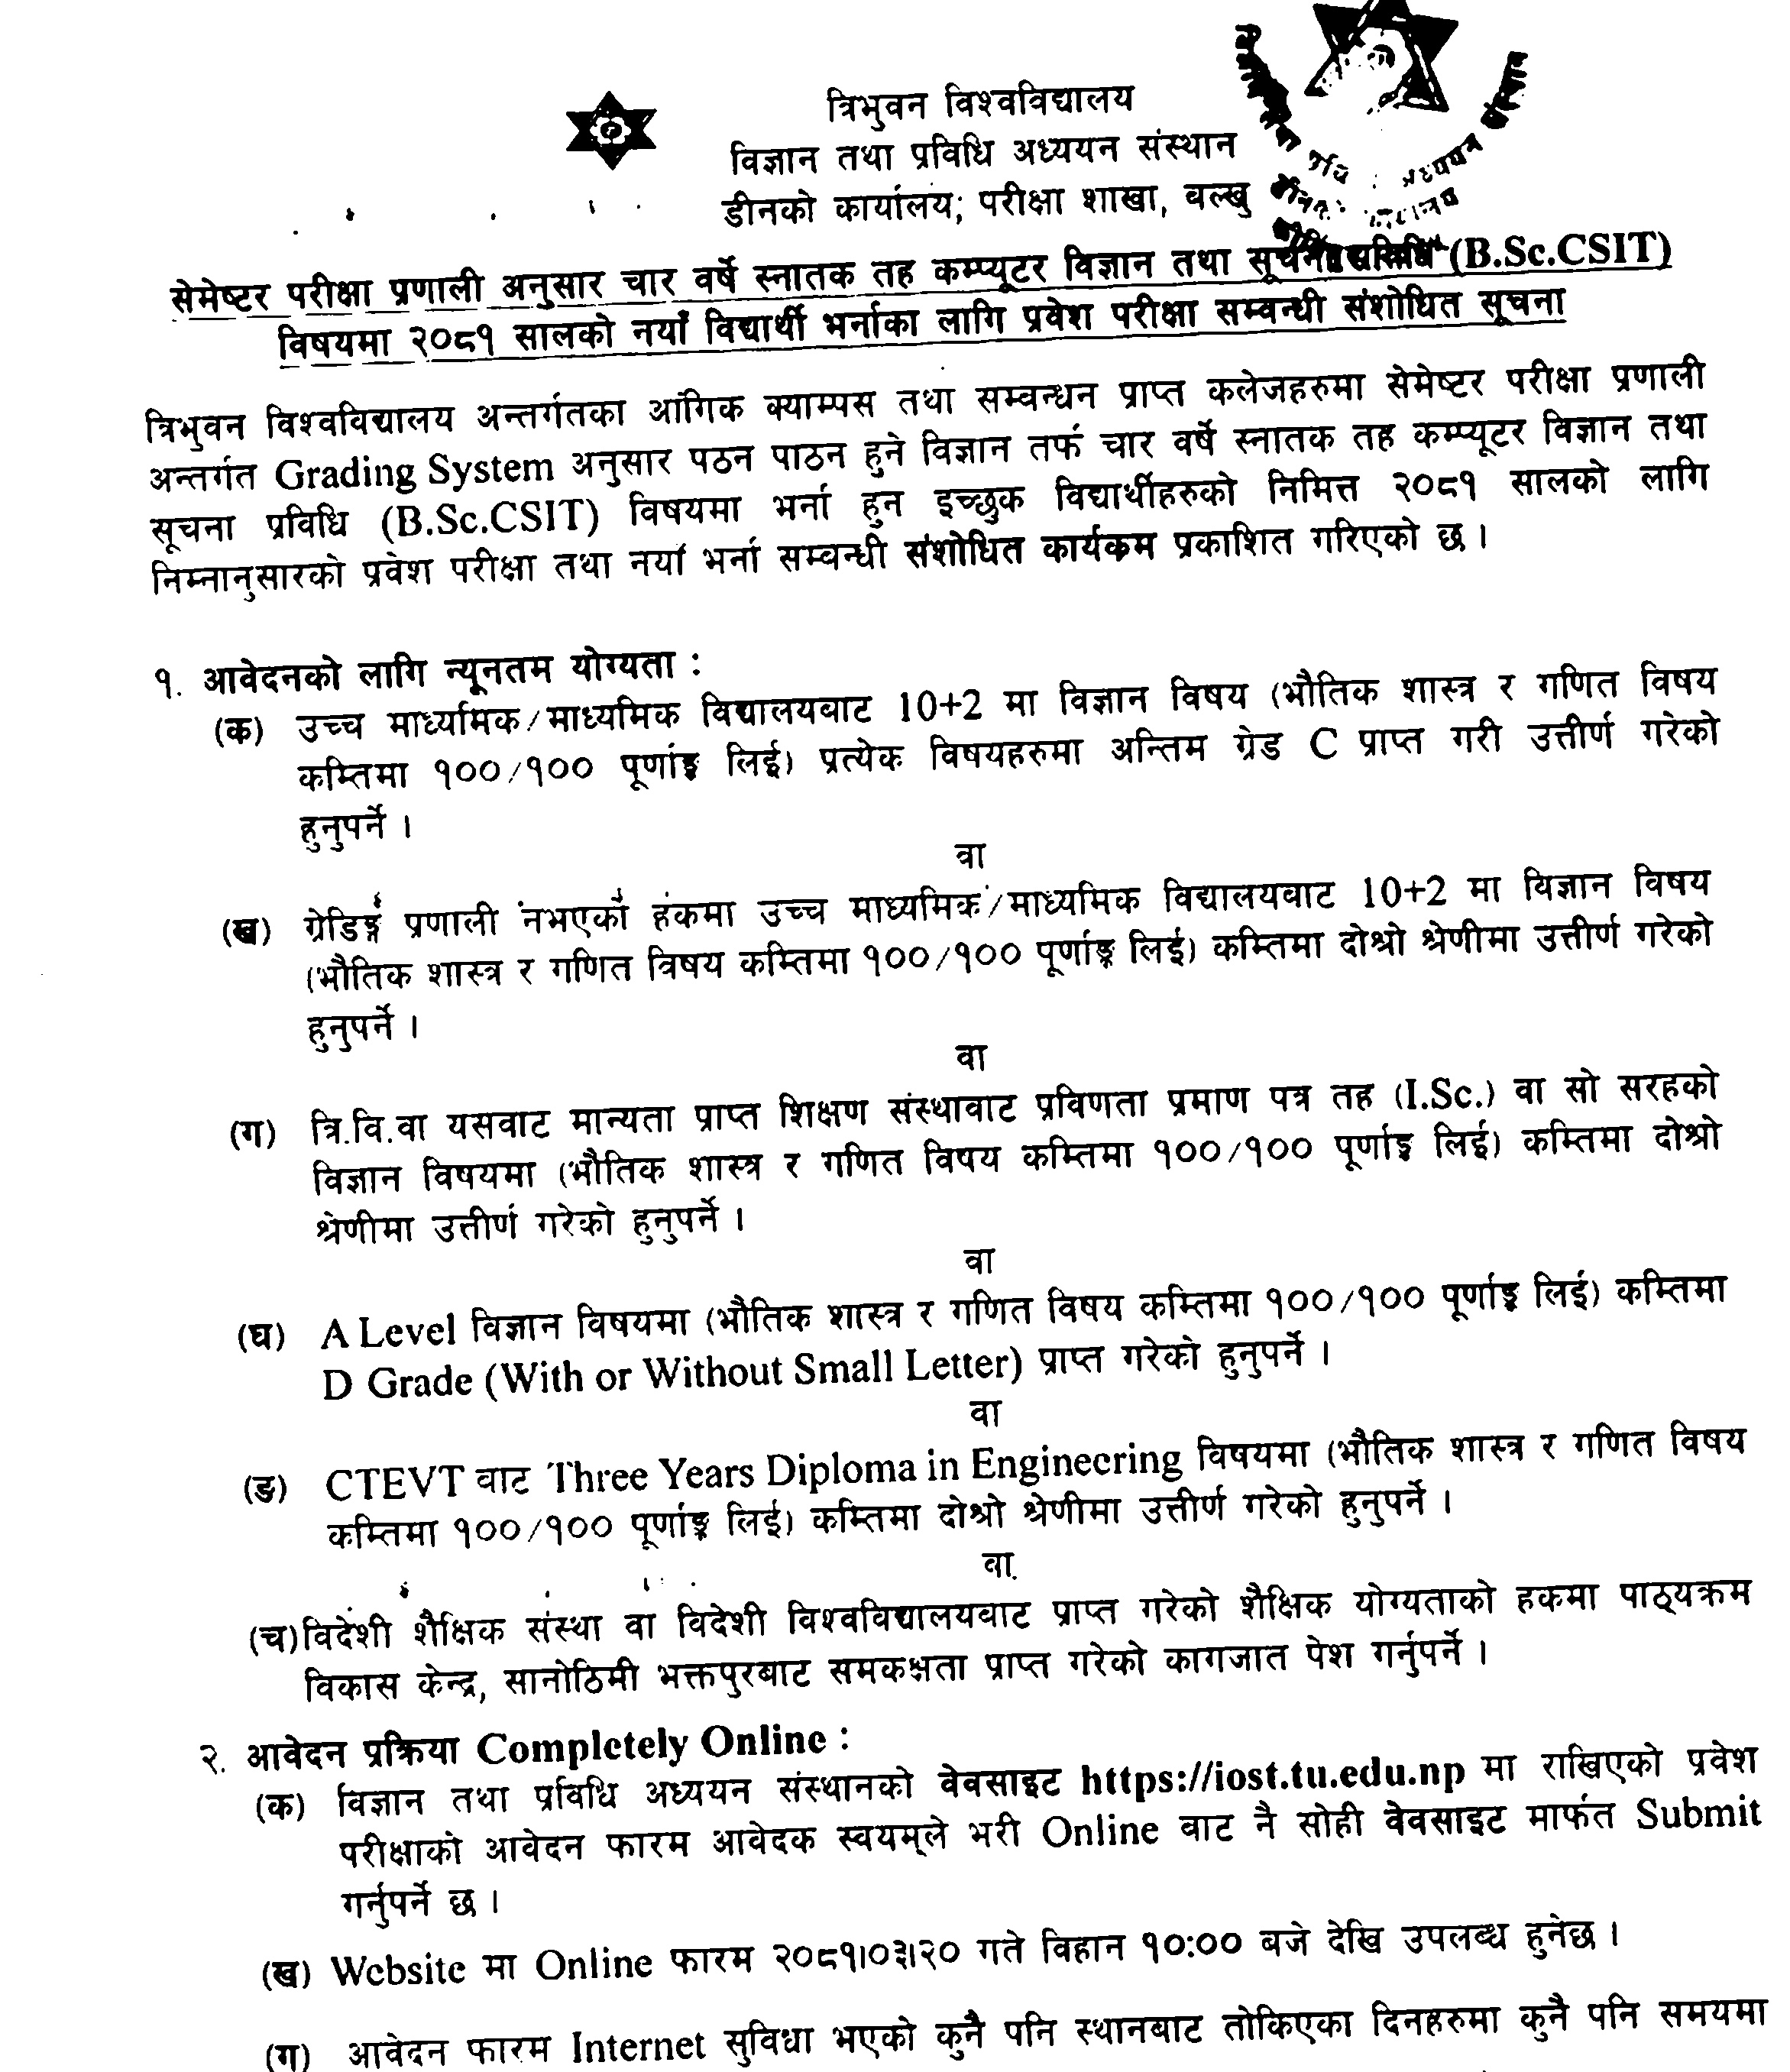 त्रिभुवन विश्वविद्यालय
विज्ञान तथा प्रविधि अध्ययन संस्थान
डीनको कार्यालय; परीक्षा शाखा, बल्खु
सेमेष्टर परीक्षा प्रणाली अनुसार चार वर्षे स्नातक तह कम्प्यूटर विज्ञान तथा सूचना प्रविधि (B.Sc.CSIT)
विषयमा २०८१ सालको नयाँ विद्यार्थी भर्नाका लागि प्रवेश परीक्षा सम्वन्धी संशोधित सूचना
त्रिभुवन विश्वविद्यालय अन्तर्गतका आंगिक क्याम्पस तथा सम्वन्धन प्राप्त कलेजहरुमा सेमेष्टर परीक्षा प्रणाली
अन्तर्गत Grading System अनुसार पठन पाठन हुने विज्ञान तर्फ चार वर्षे स्नातक तह कम्प्यूटर विज्ञान तथा
सूचना प्रविधि (B.Sc.CSIT) विषयमा भर्ना हुन इच्छुक विद्यार्थीहरुको निमित्त २०८१ सालको लागि
निम्नानुसारको प्रवेश परीक्षा तथा नयाँ भर्ना सम्वन्धी संशोधित कार्यकम प्रकाशित गरिएको छ ।
१. आवेदनको लागि न्यूनतम योग्यता :
(क) उच्च माध्यमिक/माध्यमिक विद्यालयबाट 10+2 मा विज्ञान विषय (भौतिक शास्त्र र गणित विषय
कम्तिमा १००/१०० पूर्णाङ्क लिई) प्रत्येक विषयहरुमा अन्तिम ग्रेड C प्राप्त गरी उत्तीर्ण गरेको
हुनुपर्ने ।
वा
(ख) ग्रेडिङ्ग प्रणाली नभएको हकमा उच्च माध्यमिक/माध्यमिक विद्यालयबाट 10+2 मा विज्ञान विषय
(भौतिक शास्त्र र गणित विषय कम्तिमा १००/१०० पूर्णाङ्क लिई) कम्तिमा दोश्रो श्रेणीमा उत्तीर्ण गरेको
हुनुपर्ने ।
वा
(ग) त्रि.वि.वा यसवाट मान्यता प्राप्त शिक्षण संस्थावाट प्रविणता प्रमाण पत्र तह (I.Sc.) वा सो सरहको
विज्ञान विषयमा (भौतिक शास्त्र र गणित विषय कम्तिमा १००/१०० पूर्णाङ्क लिई) कम्तिमा दोश्रो
श्रेणीमा उत्तीर्ण गरेको हुनुपर्ने ।
वा
(घ) A Level विज्ञान विषयमा (भौतिक शास्त्र र गणित विषय कम्तिमा १००/१०० पूर्णाङ्क लिई) कम्तिमा
D Grade (With or Without Small Letter) प्राप्त गरेको हुनुपर्ने ।
वा
(ङ) CTEVT वाट Three Years Diploma in Engineering विषयमा (भौतिक शास्त्र र गणित विषय
कम्तिमा १००/१०० पूर्णाङ्क लिई) कम्तिमा दोश्रो श्रेणीमा उत्तीर्ण गरेको हुनुपर्ने ।
वा
(च) विदेशी शैक्षिक संस्था वा विदेशी विश्वविद्यालयबाट प्राप्त गरेको शैक्षिक योग्यताको हकमा पाठ्यक्रम
विकास केन्द्र, सानोठिमी भक्तपुरबाट समकक्षता प्राप्त गरेको कागजात पेश गर्नुपर्ने ।
२. आवेदन प्रक्रिया Completely Online :
(क) विज्ञान तथा प्रविधि अध्ययन संस्थानको वेवसाइट https://iost.tu.edu.np मा राखिएको प्रवेश
परीक्षाको आवेदन फारम आवेदक स्वयम्‌ले भरी Online बाट नै सोही वेवसाइट मार्फत Submit
गर्नुपर्ने छ ।
(ख) Website मा Online फारम २०८१।०३।२० गते विहान १०:०० बजे देखि उपलब्ध हुनेछ ।
(ग) आवेदन फारम Internet सुविधा भएको कुनै पनि स्थानबाट तोकिएका दिनहरुमा कुनै पनि समयमा